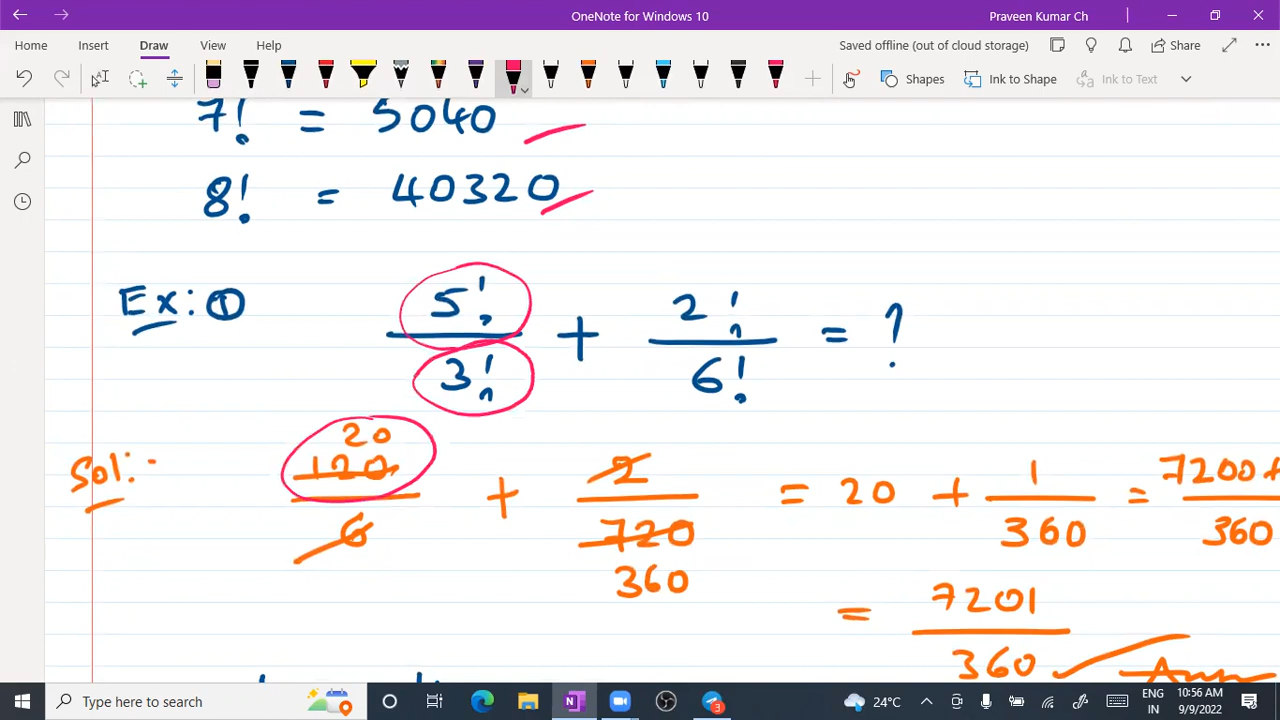 OneNote for Windows 10
Praveen Kumar Ch
Home Insert Draw View Help
Saved offline (out of cloud storage)
Share
Shapes
Ink to Shape
Ink to Text
7! = 5040
8! = 40320
Ex: ①
5! / 3! + 2! / 6! = ?
Sol:-
20
120 / 6 + 2 / 720 = 20 + 1 / 360 = 7200+ / 360
360
= 7201 / 360 Ans
Type here to search
3
24°C
ENG
IN
10:56 AM
9/9/2022